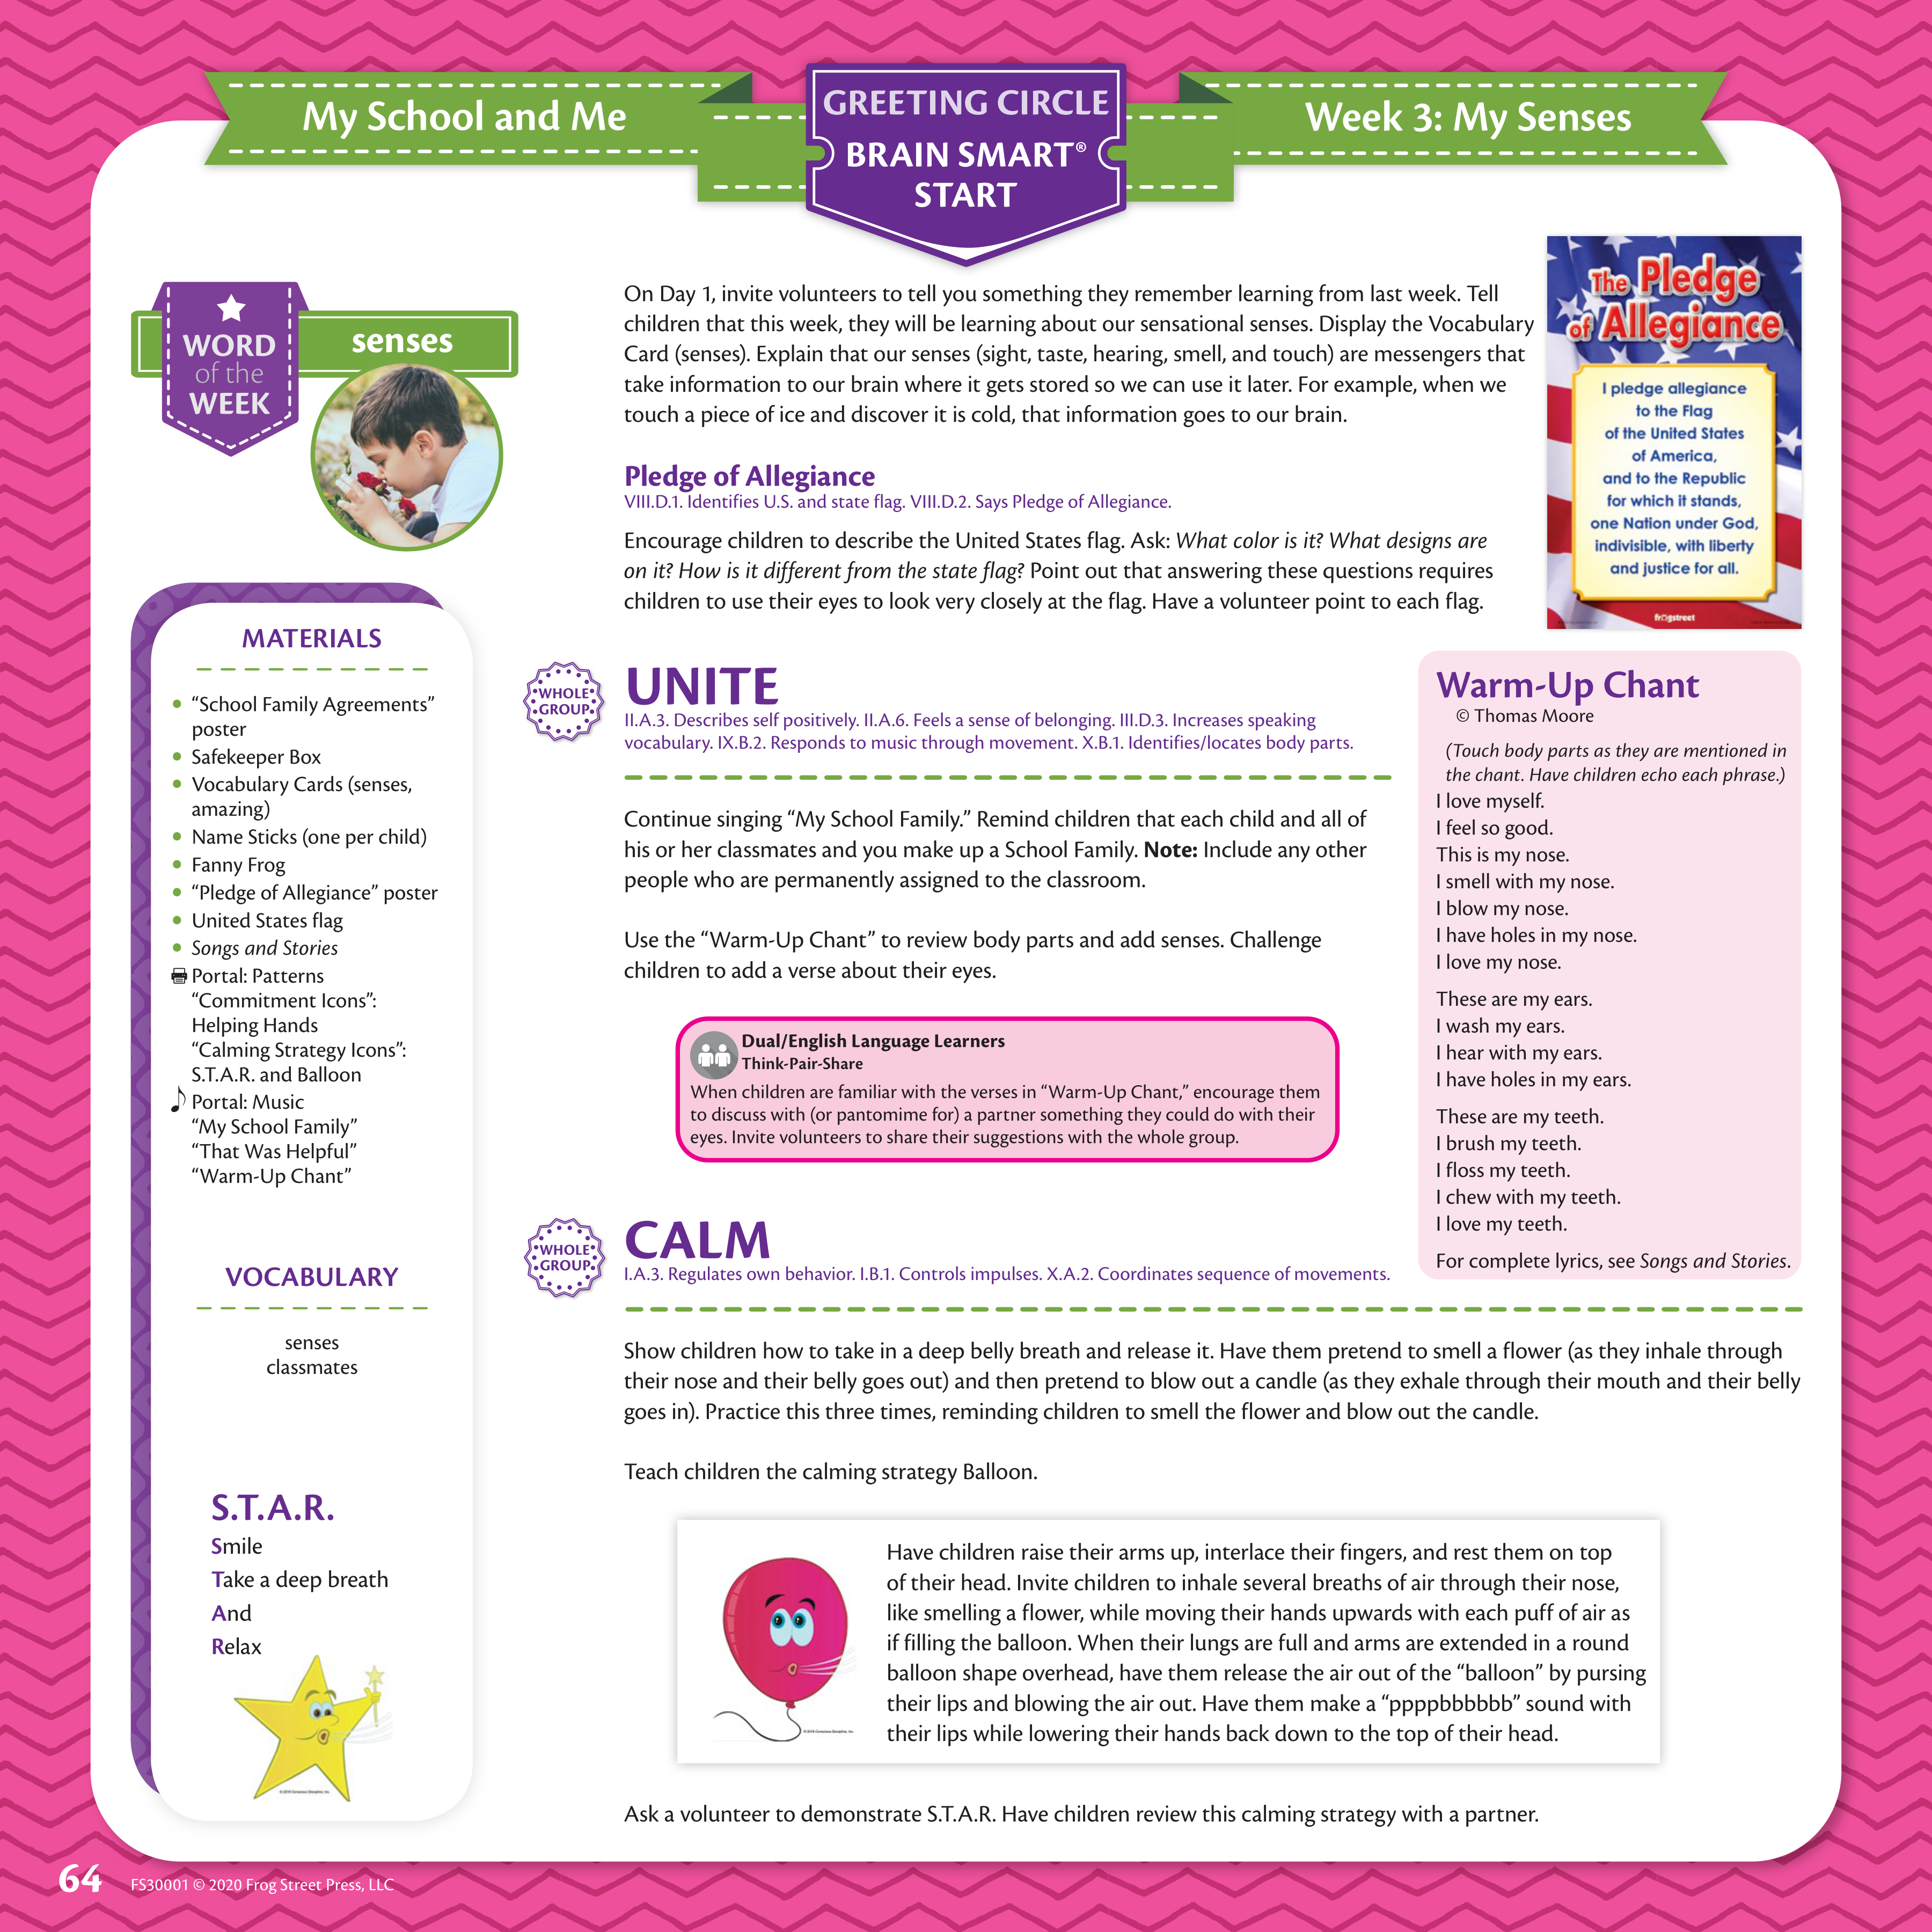 My School and Me
GREETING CIRCLE
BRAIN SMART®
START
Week 3: My Senses
WORD
of the
WEEK
senses
MATERIALS
• “School Family Agreements”
poster
• Safekeeper Box
• Vocabulary Cards (senses,
amazing)
• Name Sticks (one per child)
• Fanny Frog
• “Pledge of Allegiance” poster
• United States flag
• Songs and Stories
Portal: Patterns
“Commitment Icons”:
Helping Hands
“Calming Strategy Icons”:
S.T.A.R. and Balloon
Portal: Music
“My School Family”
“That Was Helpful”
“Warm-Up Chant”
VOCABULARY
senses
classmates
S.T.A.R.
Smile
Take a deep breath
And
Relax
On Day 1, invite volunteers to tell you something they remember learning from last week. Tell
children that this week, they will be learning about our sensational senses. Display the Vocabulary
Card (senses). Explain that our senses (sight, taste, hearing, smell, and touch) are messengers that
take information to our brain where it gets stored so we can use it later. For example, when we
touch a piece of ice and discover it is cold, that information goes to our brain.
Pledge of Allegiance
VIII.D.1. Identifies U.S. and state flag. VIII.D.2. Says Pledge of Allegiance.
Encourage children to describe the United States flag. Ask: What color is it? What designs are
on it? How is it different from the state flag? Point out that answering these questions requires
children to use their eyes to look very closely at the flag. Have a volunteer point to each flag.
The Pledge
of Allegiance
I pledge allegiance
to the Flag
of the United States
of America,
and to the Republic
for which it stands,
one Nation under God,
indivisible, with liberty
and justice for all.
frogstreet
WHOLE
GROUP
UNITE
II.A.3. Describes self positively. II.A.6. Feels a sense of belonging. III.D.3. Increases speaking
vocabulary. IX.B.2. Responds to music through movement. X.B.1. Identifies/locates body parts.
Continue singing “My School Family.” Remind children that each child and all of
his or her classmates and you make up a School Family. Note: Include any other
people who are permanently assigned to the classroom.
Use the “Warm-Up Chant” to review body parts and add senses. Challenge
children to add a verse about their eyes.
Dual/English Language Learners
Think-Pair-Share
When children are familiar with the verses in “Warm-Up Chant,” encourage them
to discuss with (or pantomime for) a partner something they could do with their
eyes. Invite volunteers to share their suggestions with the whole group.
Warm-Up Chant
© Thomas Moore
(Touch body parts as they are mentioned in
the chant. Have children echo each phrase.)
I love myself.
I feel so good.
This is my nose.
I smell with my nose.
I blow my nose.
I have holes in my nose.
I love my nose.
These are my ears.
I wash my ears.
I hear with my ears.
I have holes in my ears.
These are my teeth.
I brush my teeth.
I floss my teeth.
I chew with my teeth.
I love my teeth.
For complete lyrics, see Songs and Stories.
WHOLE
GROUP
CALM
I.A.3. Regulates own behavior. I.B.1. Controls impulses. X.A.2. Coordinates sequence of movements.
Show children how to take in a deep belly breath and release it. Have them pretend to smell a flower (as they inhale through
their nose and their belly goes out) and then pretend to blow out a candle (as they exhale through their mouth and their belly
goes in). Practice this three times, reminding children to smell the flower and blow out the candle.
Teach children the calming strategy Balloon.
Have children raise their arms up, interlace their fingers, and rest them on top
of their head. Invite children to inhale several breaths of air through their nose,
like smelling a flower, while moving their hands upwards with each puff of air as
if filling the balloon. When their lungs are full and arms are extended in a round
balloon shape overhead, have them release the air out of the “balloon” by pursing
their lips and blowing the air out. Have them make a “ppppbbbbbb” sound with
their lips while lowering their hands back down to the top of their head.
Ask a volunteer to demonstrate S.T.A.R. Have children review this calming strategy with a partner.
64
FS30001 © 2020 Frog Street Press, LLC